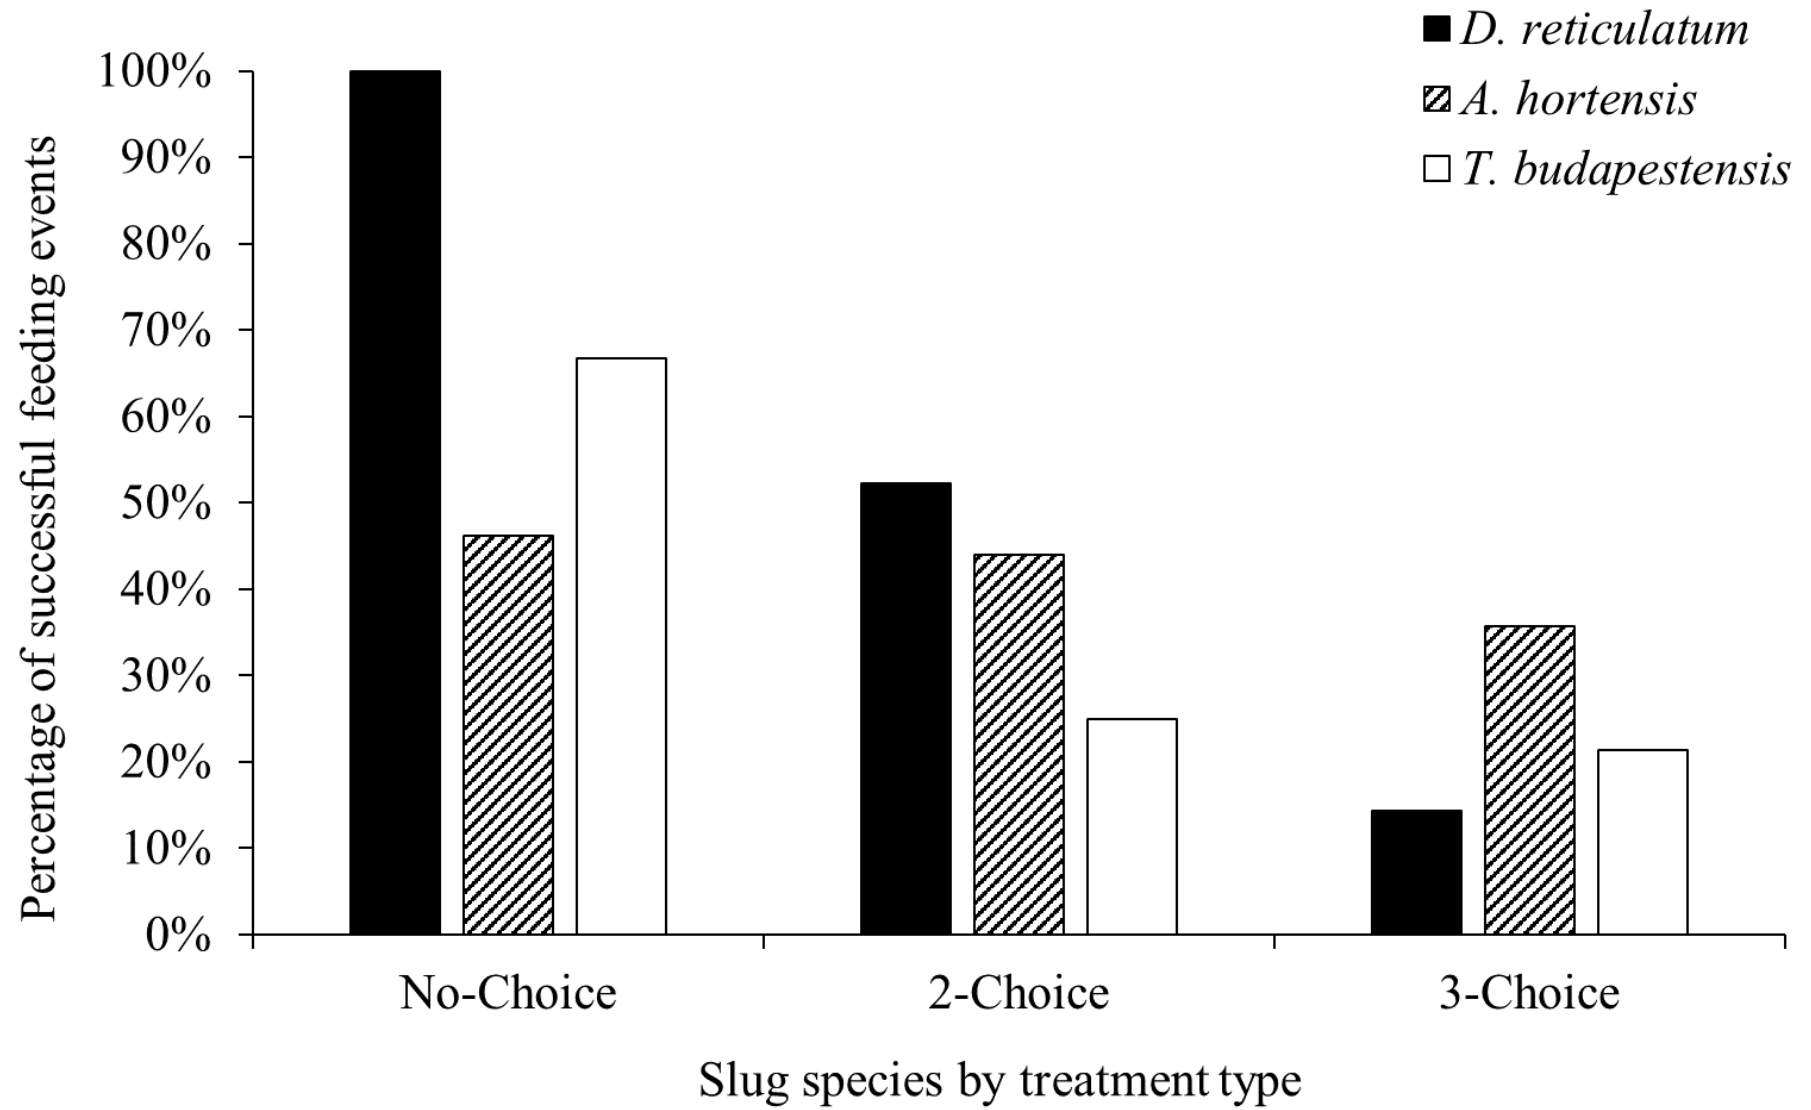 D. reticulatum
A. hortensis
T. budapestensis
Percentage of successful feeding events
100%
90%
80%
70%
60%
50%
40%
30%
20%
10%
0%
No-Choice
2-Choice
3-Choice
Slug species by treatment type